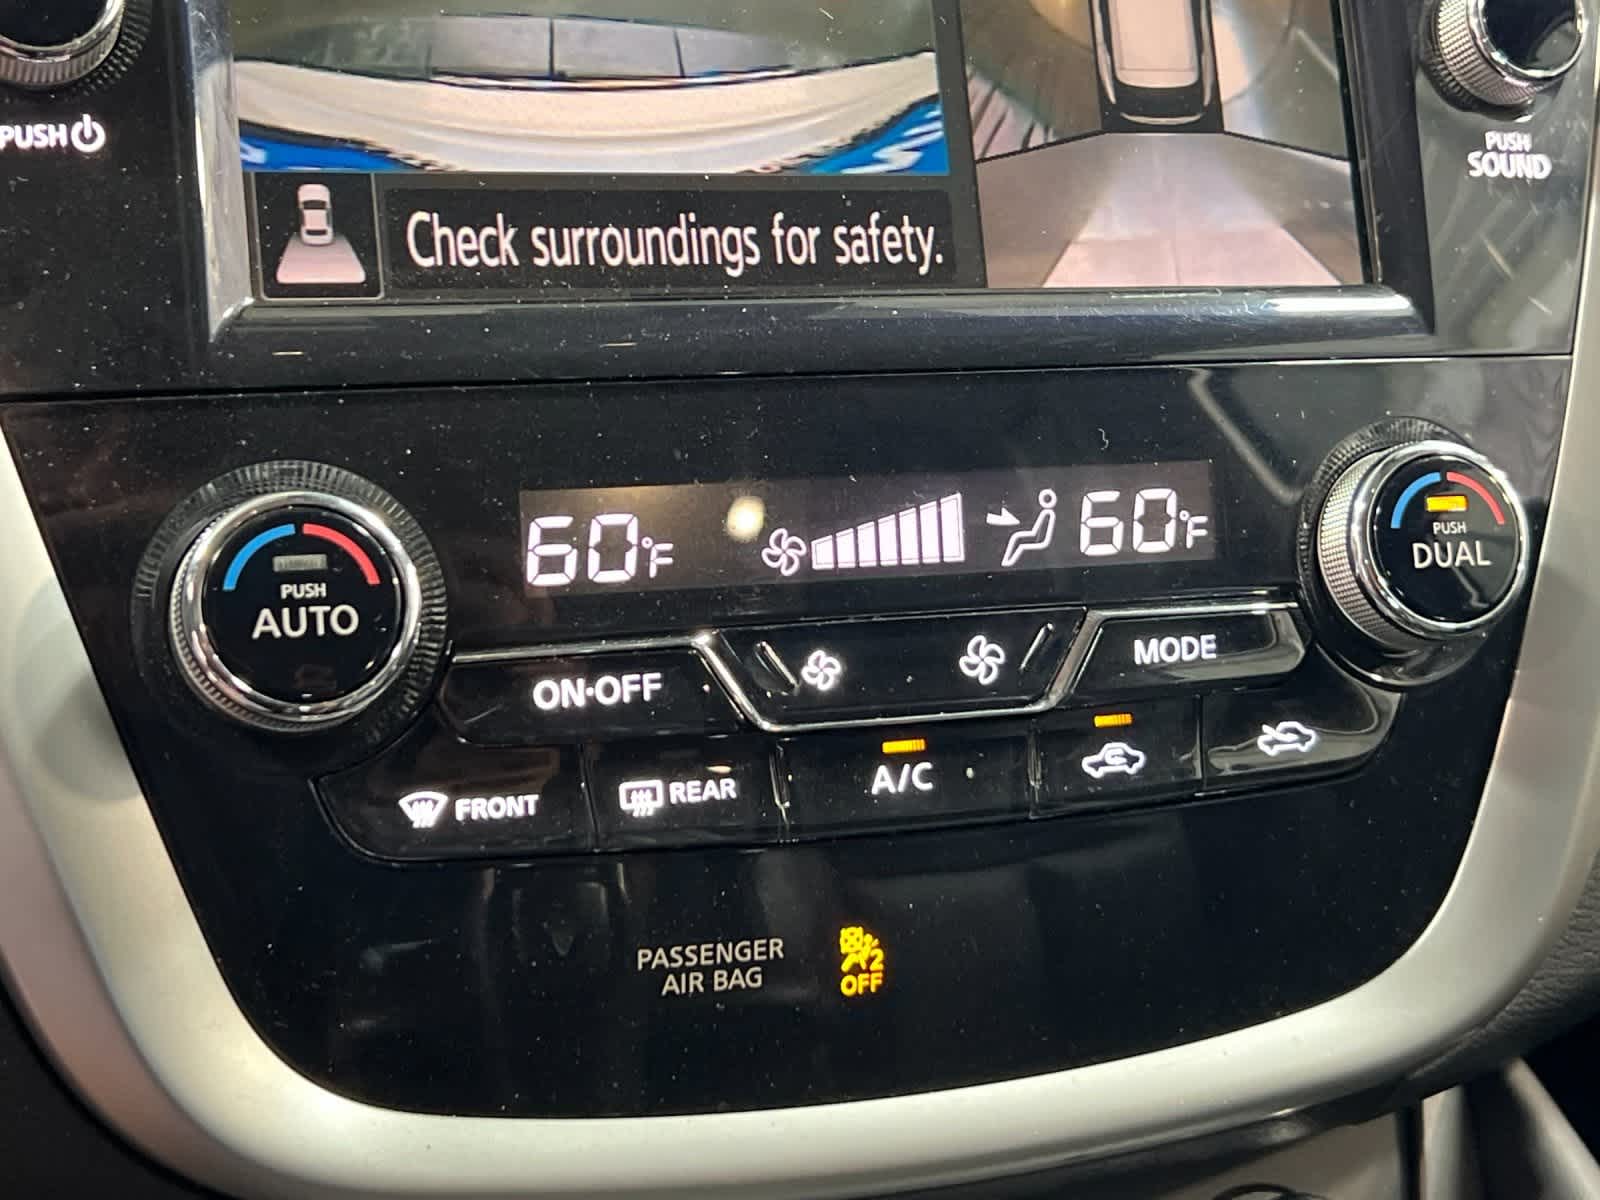 PUSH
PUSH
SOUND
Check surroundings for safety.
60°F
60°F
PUSH
AUTO
PUSH
DUAL
ON·OFF
MODE
FRONT
REAR
A/C
PASSENGER
AIR BAG
2
OFF